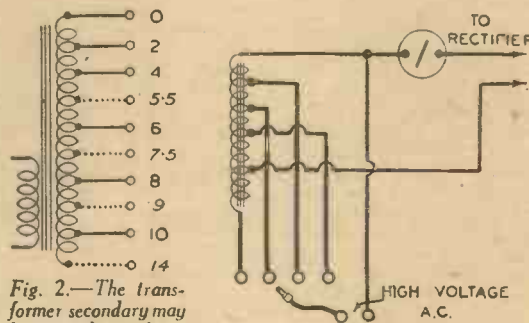 0
2
4
5·5
6
7·5
8
9
10
14
TO
RECTIFIER
HIGH VOLTAGE
A.C.
Fig. 2.—The trans-
former secondary may